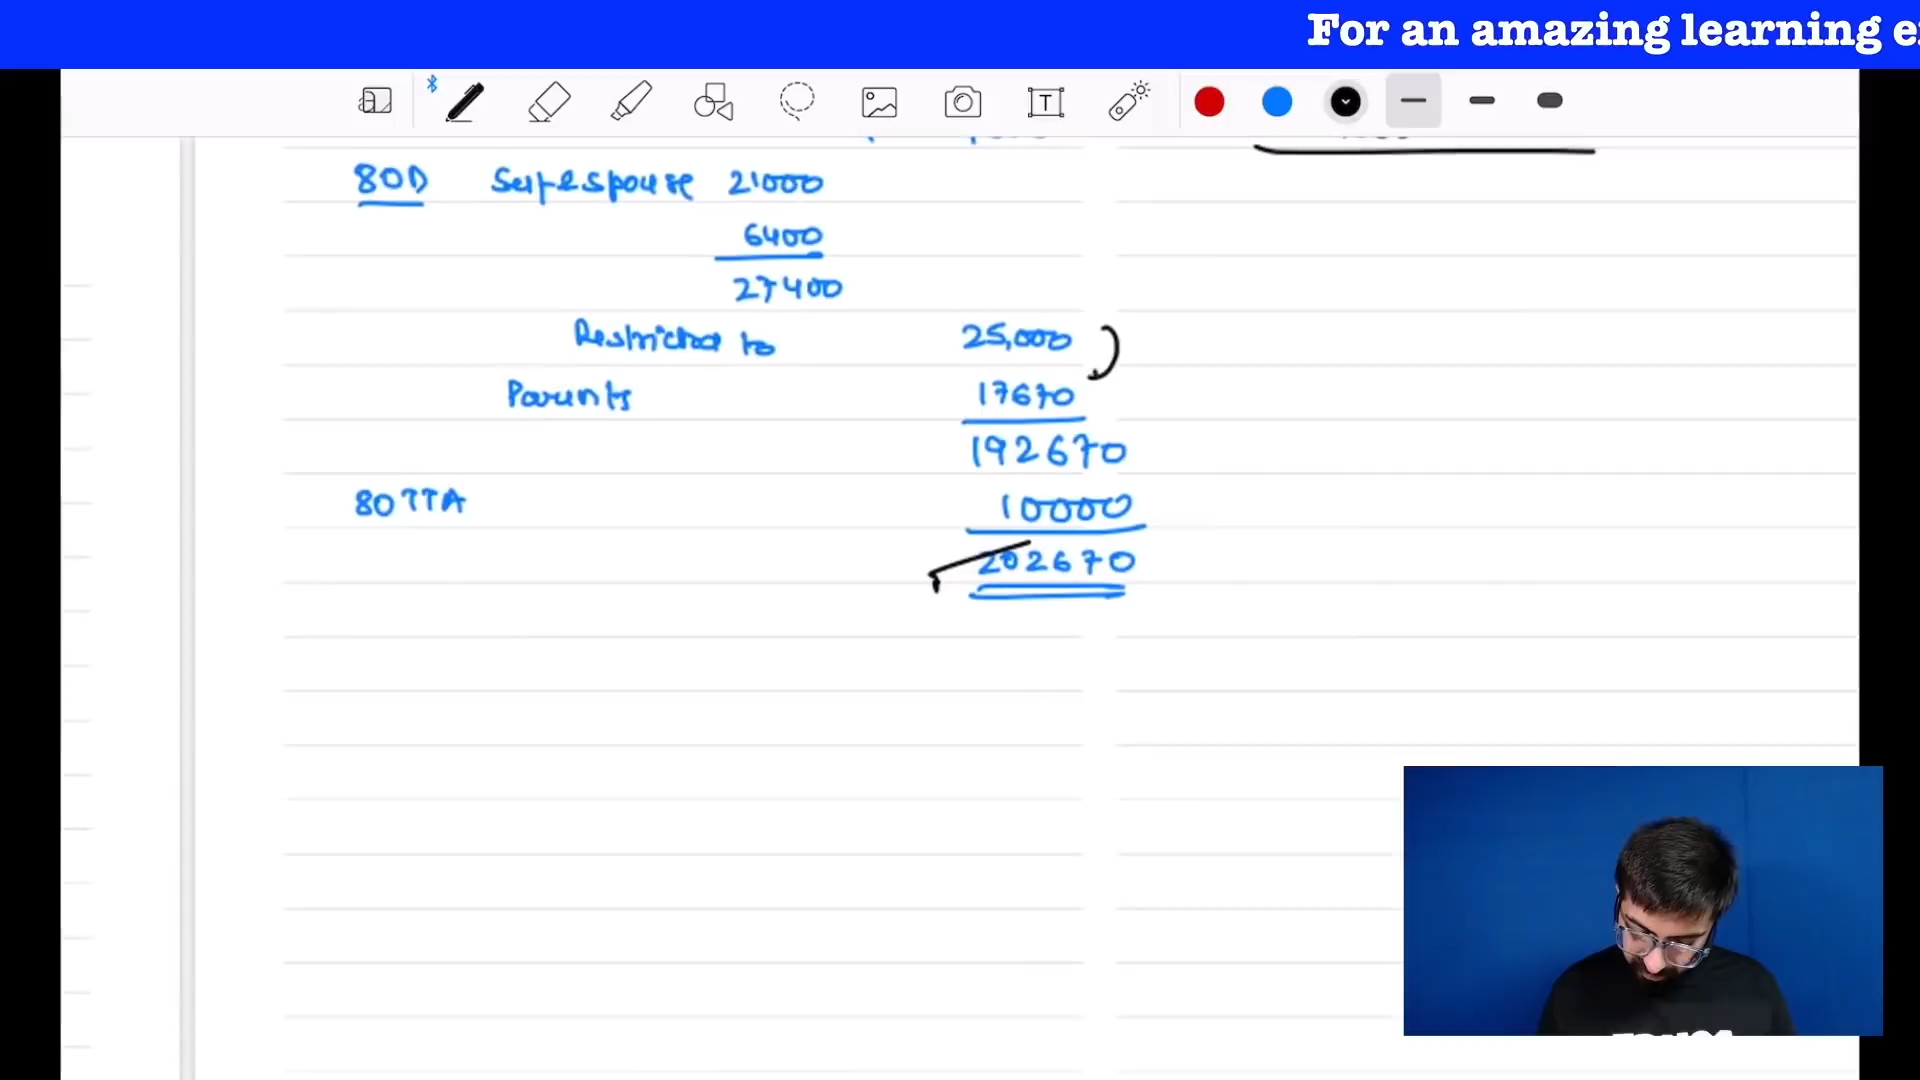 For an amazing learning e
T
80D Self & spouse 21000
6400
27400
Restricted to 25,000
Parents 17670
192670
80TTA 10000
202670